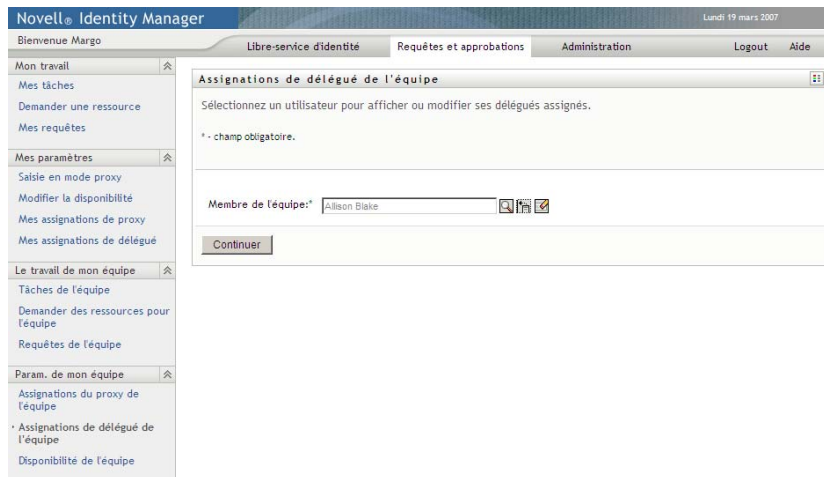 Novell® Identity Manager
Lundi 19 mars 2007
Bienvenue Margo
Libre-service d'identité
Requêtes et approbations
Administration
Logout
Aide
Mon travail
Mes tâches
Demander une ressource
Mes requêtes
Mes paramètres
Saisie en mode proxy
Modifier la disponibilité
Mes assignations de proxy
Mes assignations de délégué
Le travail de mon équipe
Tâches de l'équipe
Demander des ressources pour
l'équipe
Requêtes de l'équipe
Param. de mon équipe
Assignations du proxy de
l'équipe
Assignations de délégué de
l'équipe
Disponibilité de l'équipe
Assignations de délégué de l'équipe
Sélectionnez un utilisateur pour afficher ou modifier ses délégués assignés.
* - champ obligatoire.
Membre de l'équipe:* Allison Blake
Continuer